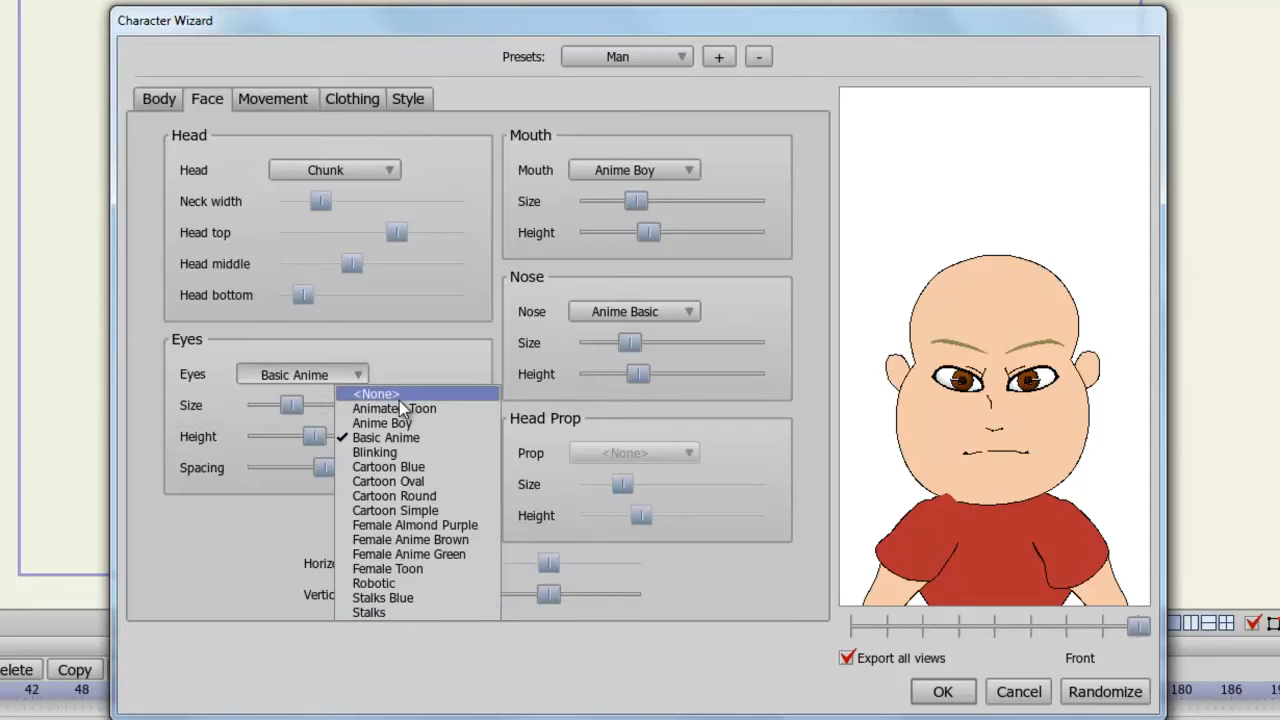 Character Wizard
Presets: Man + -
Body Face Movement Clothing Style
Head
Head Chunk
Neck width
Head top
Head middle
Head bottom
Eyes
Eyes Basic Anime
Size
Height
Spacing
<None>
Anime Boy
Basic Anime
Blinking
Cartoon Blue
Cartoon Oval
Cartoon Round
Cartoon Simple
Female Almond Purple
Female Anime Brown
Female Anime Green
Female Toon
Robotic
Stalks Blue
Stalks
Mouth
Mouth Anime Boy
Size
Height
Nose
Nose Anime Basic
Size
Height
Head Prop
Prop <None>
Size
Height
Export all views Front
OK Cancel Randomize
Copy
42 48 180 186